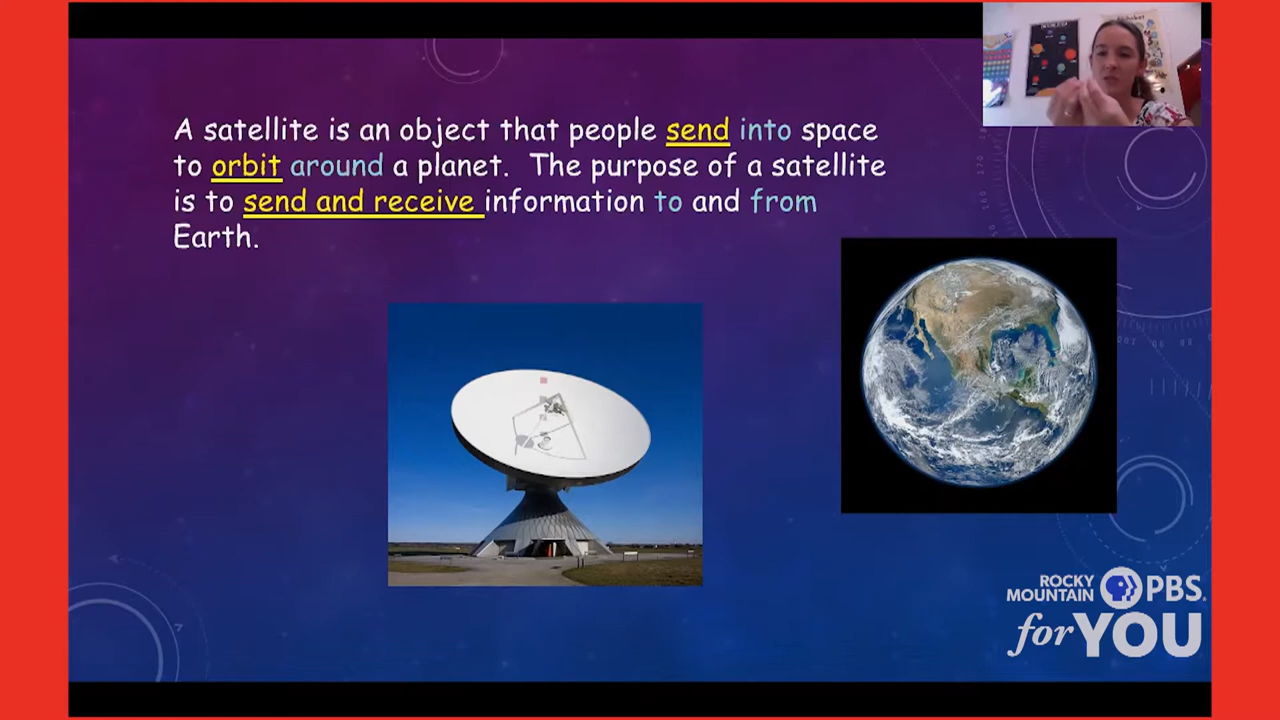 A satellite is an object that people send into space
to orbit around a planet. The purpose of a satellite
is to send and receive information to and from
Earth.
ROCKY
MOUNTAIN PBS
for YOU